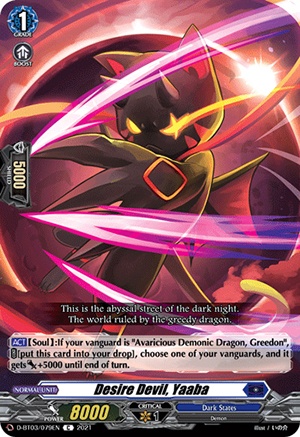 1
GRADE
BOOST
5000
SHIELD
This is the abyssal street of the dark night.
The world ruled by the greedy dragon.
ACT [Soul]:If your vanguard is "Avaricious Demonic Dragon, Greedon",
[put this card into your drop], choose one of your vanguards, and it
gets +5000 until end of turn.
NORMAL UNIT
Desire Devil, Yaaba
D-BT03/079EN C 2021
Illust /
POWER
8000
CRITICAL
1
Dark States
Demon